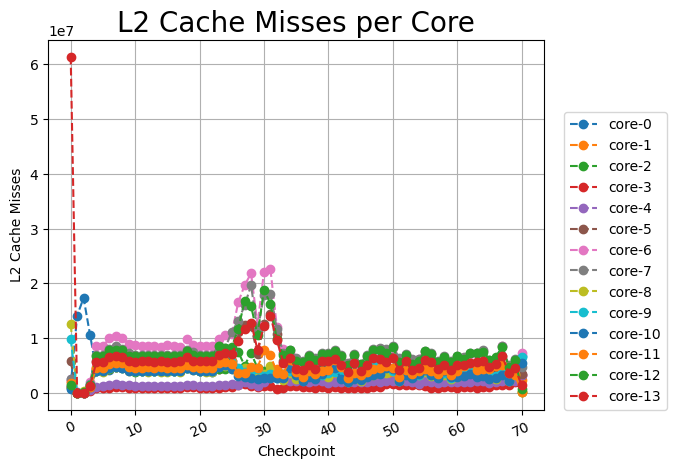 L2 Cache Misses per Core
1e7
6
5
4
3
2
1
0
L2 Cache Misses
0
10
20
30
40
50
60
70
Checkpoint
core-0
core-1
core-2
core-3
core-4
core-5
core-6
core-7
core-8
core-9
core-10
core-11
core-12
core-13